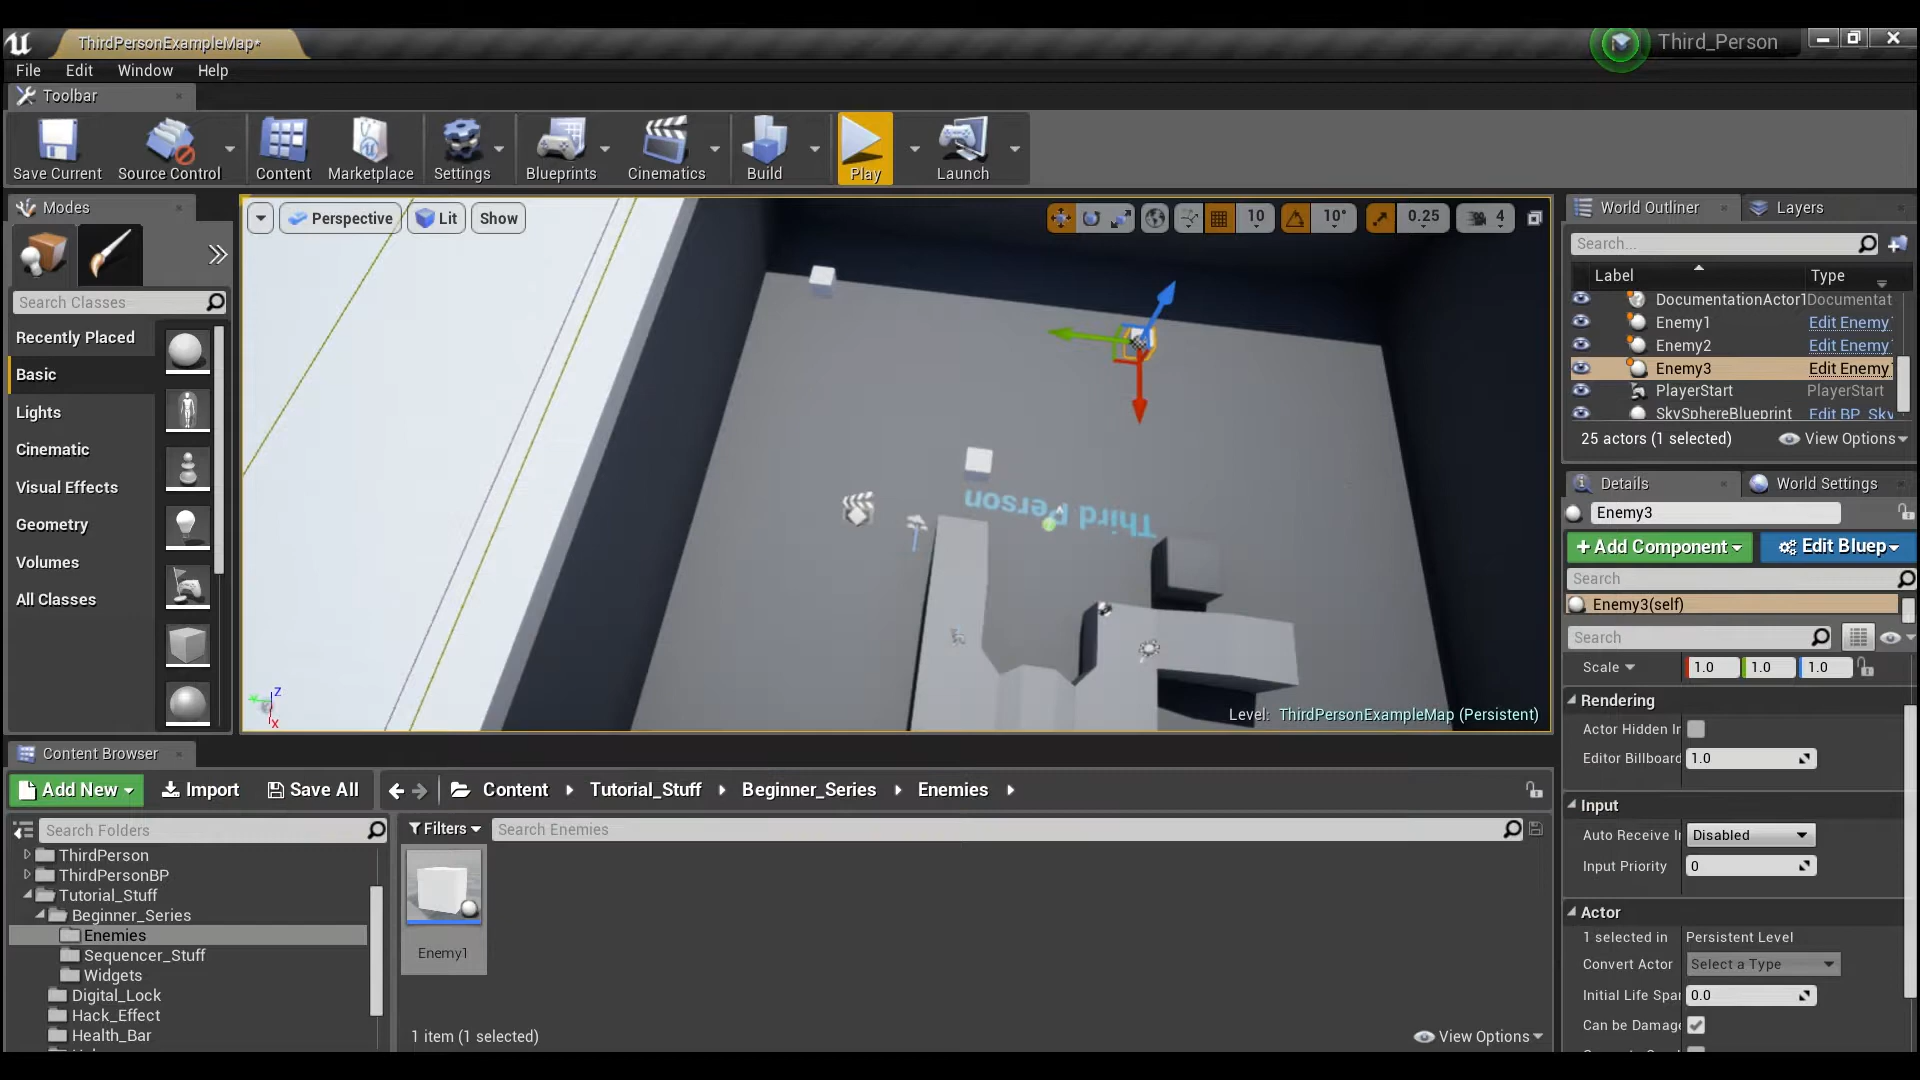 ThirdPersonExampleMap*
Third_Person
File Edit Window Help
Toolbar
Save Current Source Control Content Marketplace Settings Blueprints Cinematics Build Play Launch
Modes
Search Classes
Recently Placed
Basic
Lights
Cinematic
Visual Effects
Geometry
Volumes
All Classes
Perspective Lit Show
10 10° 0.25 4
Third Person
Level: ThirdPersonExampleMap (Persistent)
z
x
World Outliner Layers
Search...
Label Type
DocumentationActor1 Documentat
Enemy1 Edit Enemy
Enemy2 Edit Enemy
Enemy3 Edit Enemy
PlayerStart PlayerStart
SkySphereBlueprint Edit BP_Sky
25 actors (1 selected) View Options
Details World Settings
Enemy3
+ Add Component Edit Bluep
Search
Enemy3(self)
Search
Scale 1.0 1.0 1.0
Rendering
Actor Hidden In
Editor Billboard 1.0
Input
Auto Receive I Disabled
Input Priority 0
Actor
1 selected in Persistent Level
Convert Actor Select a Type
Initial Life Spa 0.0
Can be Damage
Content Browser
Add New Import Save All Content Tutorial_Stuff Beginner_Series Enemies
Search Folders
ThirdPerson
ThirdPersonBP
Tutorial_Stuff
Beginner_Series
Enemies
Sequencer_Stuff
Widgets
Digital_Lock
Hack_Effect
Health_Bar
Filters Search Enemies
Enemy1
1 item (1 selected) View Options